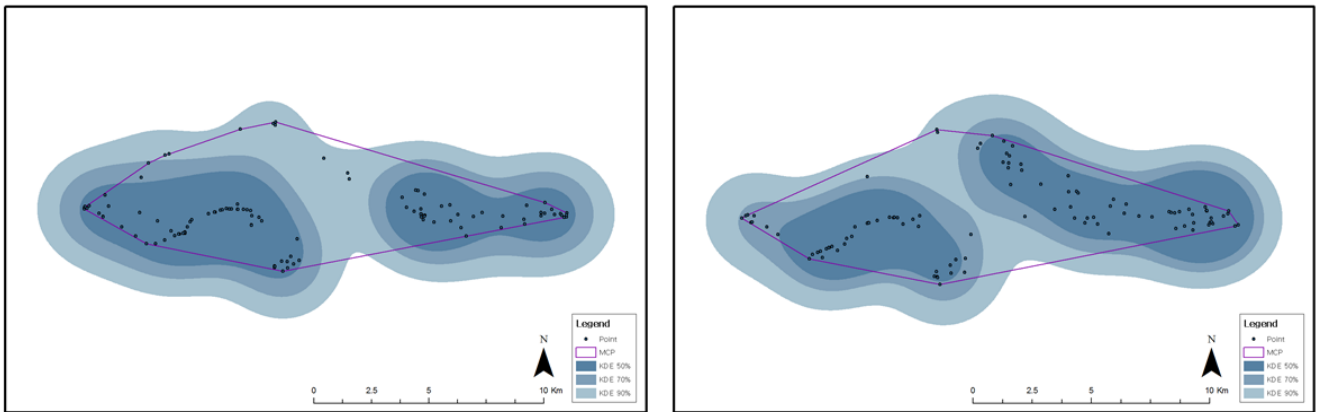 Legend
Point
MCP
KDE 50%
KDE 70%
KDE 90%
N
0 2.5 5 10 Km
Legend
Point
MCP
KDE 50%
KDE 70%
KDE 90%
N
0 2.5 5 10 Km